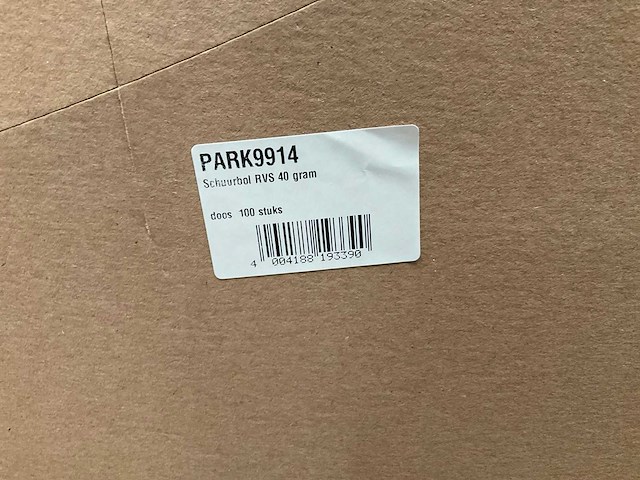 PARK9914
Schuurbol RVS 40 gram
doos 100 stuks
4 004188 193390